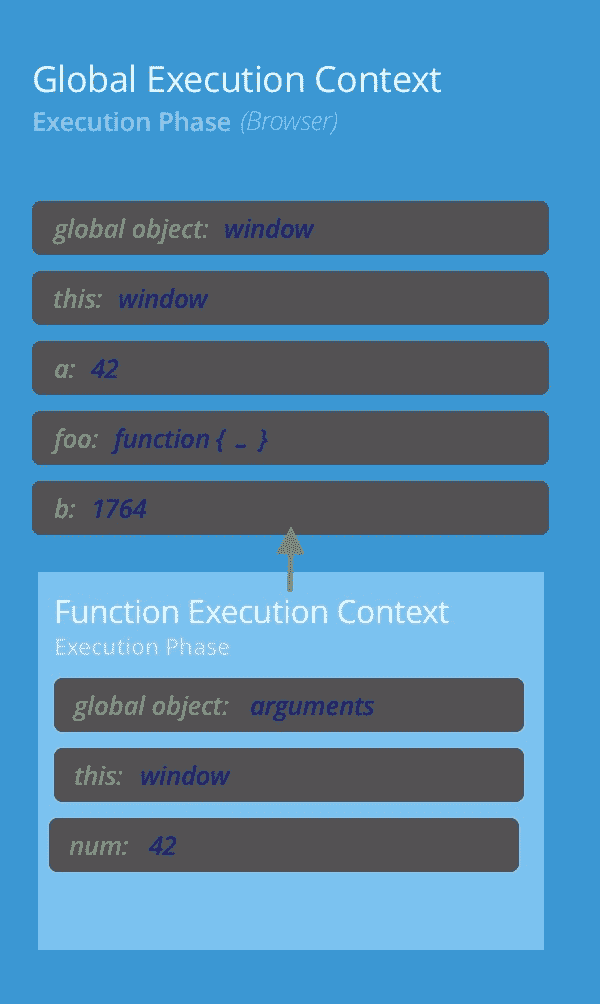 Global Execution Context
Execution Phase (Browser)
global object: window
this: window
a: 42
foo: function { … }
b: 1764
Function Execution Context
Execution Phase
global object: arguments
this: window
num: 42